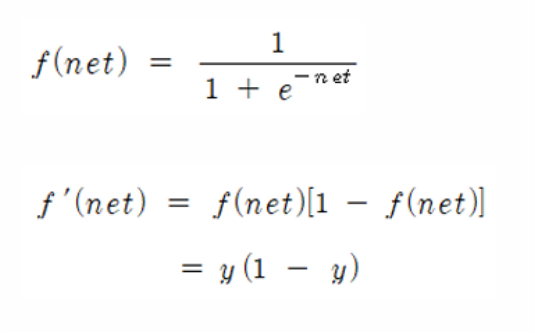 f(net) = 1 / (1 + e^{-net})
f'(net) = f(net)[1 - f(net)]
= y(1 - y)